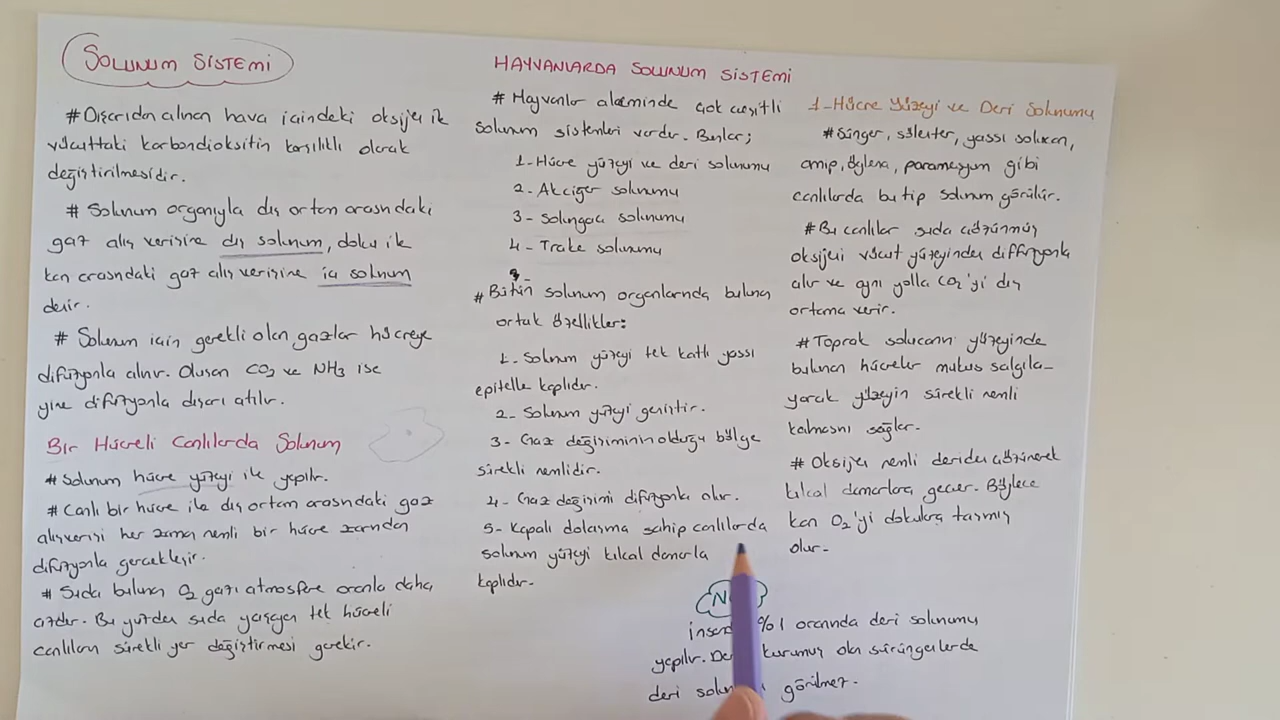 SOLUNUM SİSTEMİ
#Dışarıdan alınan hava içindeki oksijen ile
vücuttaki karbondioksitin karşılıklı olarak
değiştirilmesidir.
# Solunum organıyla dış ortam arasındaki
gaz alış verişine dış solunum, doku ile
kan arasındaki gaz alış verişine iç solunum
denir.
# Solunum için gerekli olan gazlar hücreye
difüzyonla alınır. Oluşan CO2 ve NH3 ise
yine difüzyonla dışarı atılır.
Bir Hücreli Canlılarda Solunum
# Solunum hücre yüzeyi ile yapılır.
#Canlı bir hücre ile dış ortam arasındaki gaz
alışverişi her zaman nemli bir hücre zarından
difüzyonla gerçekleşir.
# Suda bulunan O2 gazı atmosfere oranla daha
azdır. Bu yüzden suda yaşayan tek hücreli
canlıların sürekli yer değiştirmesi gerekir.
HAYVANLARDA SOLUNUM SİSTEMİ
# Hayvanlar aleminde çok çeşitli
solunum sistemleri vardır. Bunlar;
1-Hücre yüzeyi ve deri solunumu
2- Akciğer solunumu
3- Solungaç solunumu
4- Trake solunumu
# Bütün solunum organlarında bulunan
ortak özellikler:
1- Solunum yüzeyi tek katlı yassı
epitelle kaplıdır.
2- Solunum yüzeyi geniştir.
3- Gaz değişiminin olduğu bölge
sürekli nemlidir.
4- Gaz değişimi difüzyonla olur.
5- Kapalı dolaşıma sahip canlılarda
solunum yüzeyi kılcal damarla
kaplıdır.
1-Hücre Yüzeyi ve Deri Solunumu
#Sünger, sölenter, yassı solucan,
amip, öglena, paramesyum gibi
canlılarda bu tip solunum görülür.
#Bu canlılar suda çözünmüş
oksijeni vücut yüzeyinden difüzyonla
alır ve aynı yolla CO2'yi dış
ortama verir.
#Toprak solucanı yüzeyinde
bulunan hücreler mukus salgıla-
yarak yüzeyin sürekli nemli
kalmasını sağlar.
# Oksijen nemli deriden çözünerek
kılcal damarlara geçer. Böylece
kan O2'yi dokulara taşımış
olur.
İnsanda %1 oranında deri solunumu
yapılır. kurumuş olan sürüngenlerde
deri solunumu görülmez.